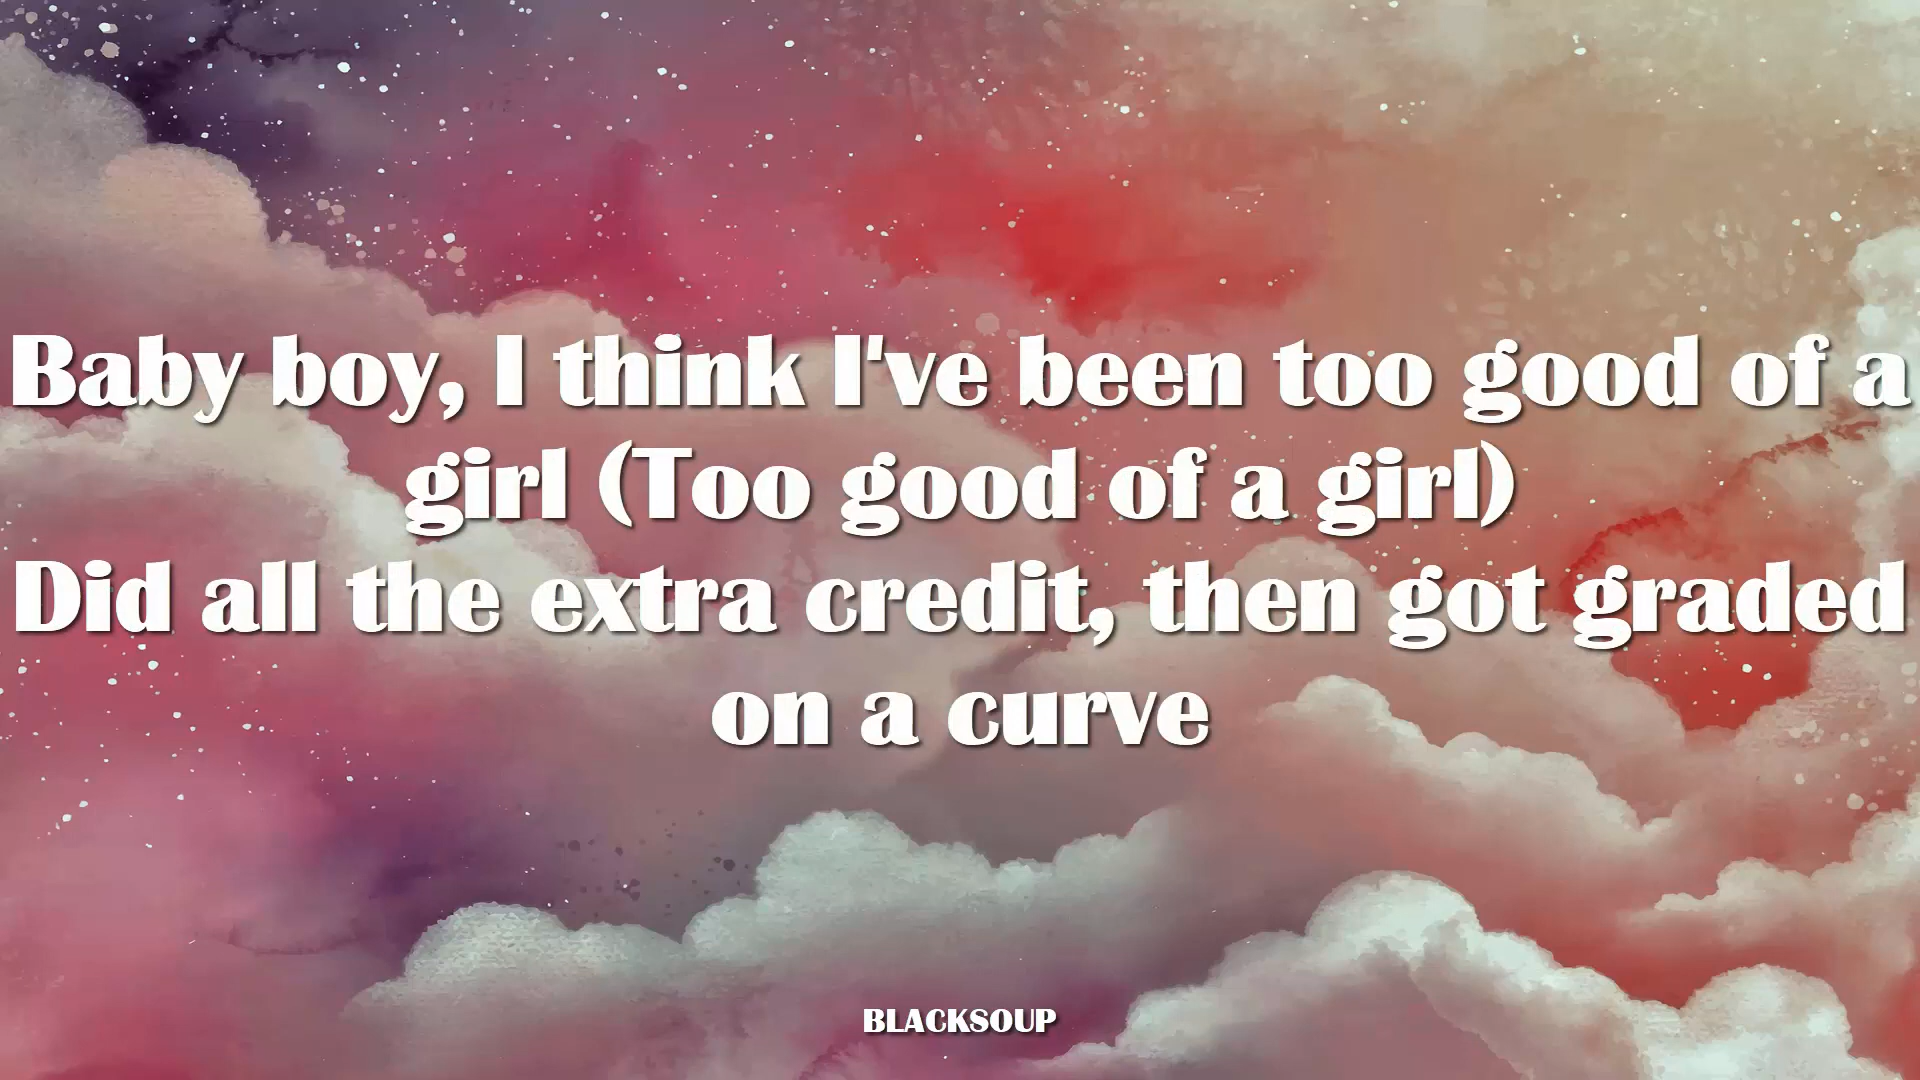 Baby boy, I think I've been too good of a
girl (Too good of a girl)
Did all the extra credit, then got graded
on a curve
BLACKSOUP